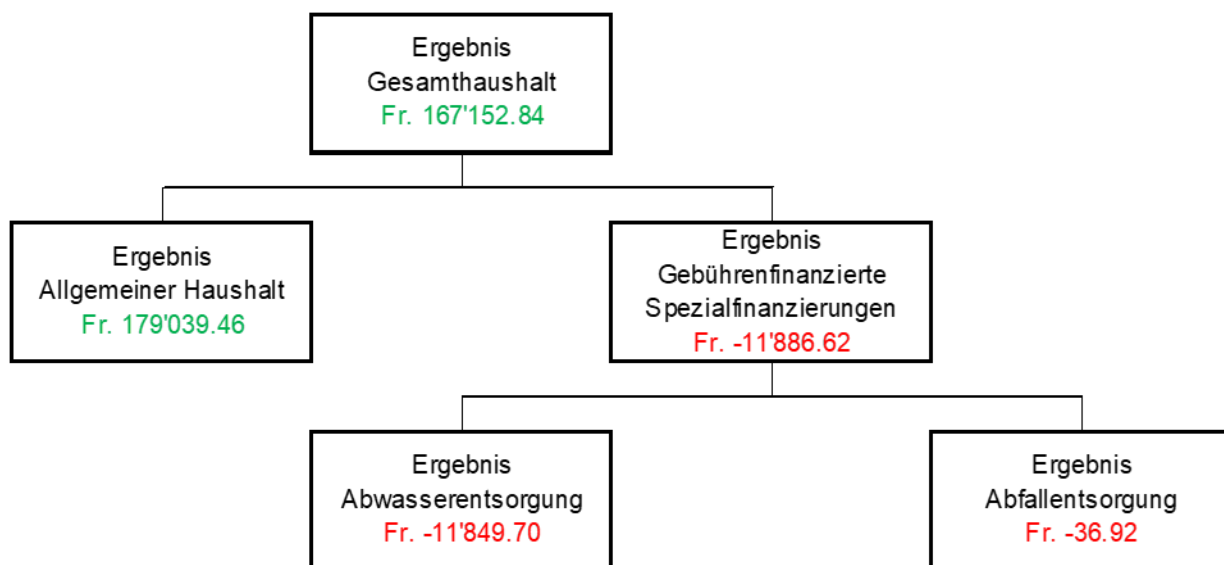 Ergebnis
Gesamthaushalt
Fr. 167'152.84
Ergebnis
Allgemeiner Haushalt
Fr. 179'039.46
Ergebnis
Gebührenfinanzierte
Spezialfinanzierungen
Fr. -11'886.62
Ergebnis
Abwasserentsorgung
Fr. -11'849.70
Ergebnis
Abfallentsorgung
Fr. -36.92